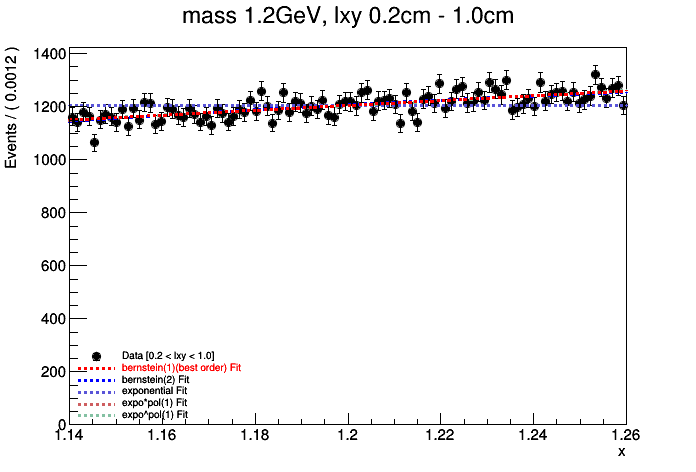 mass 1.2GeV, lxy 0.2cm - 1.0cm
Events / ( 0.0012 )
1400
1200
1000
800
600
400
200
0
Data [0.2 < lxy < 1.0]
bernstein(1)(best order) Fit
bernstein(2) Fit
exponential Fit
expo*pol(1) Fit
expo^pol(1) Fit
1.14 1.16 1.18 1.2 1.22 1.24 1.26
x